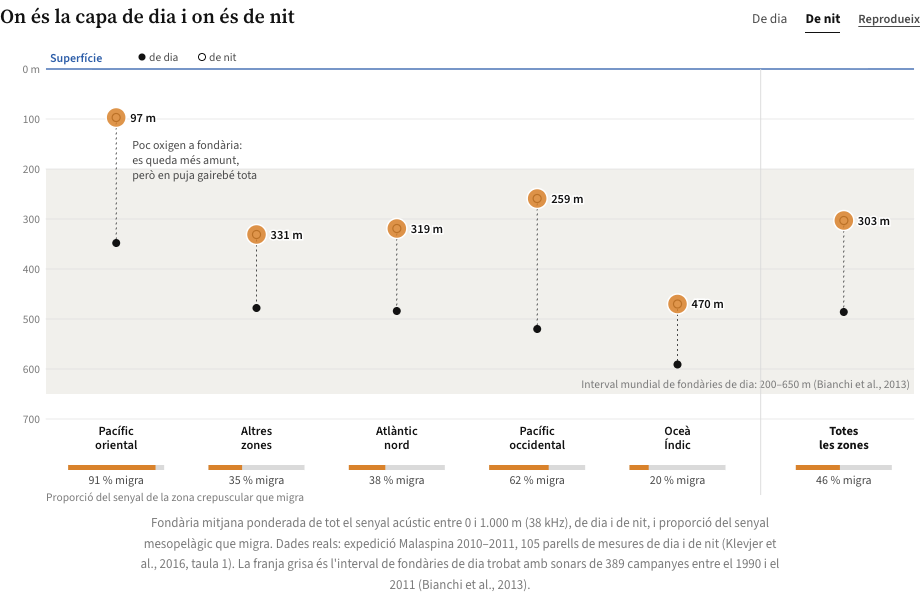 On és la capa de dia i on és de nit
De dia
De nit
Reprodueix
Superfície
de dia
de nit
0 m
100
200
300
400
500
600
700
97 m
Poc oxigen a fondària:
es queda més amunt,
però en puja gairebé tota
331 m
319 m
259 m
470 m
303 m
Interval mundial de fondàries de dia: 200–650 m (Bianchi et al., 2013)
Pacífic
oriental
91 % migra
Altres
zones
35 % migra
Atlàntic
nord
38 % migra
Pacífic
occidental
62 % migra
Oceà
Índic
20 % migra
Totes
les zones
46 % migra
Proporció del senyal de la zona crepuscular que migra
Fondària mitjana ponderada de tot el senyal acústic entre 0 i 1.000 m (38 kHz), de dia i de nit, i proporció del senyal
mesopelàgic que migra. Dades reals: expedició Malaspina 2010–2011, 105 parells de mesures de dia i de nit (Klevjer et
al., 2016, taula 1). La franja grisa és l'interval de fondàries de dia trobat amb sonars de 389 campanyes entre el 1990 i el
2011 (Bianchi et al., 2013).